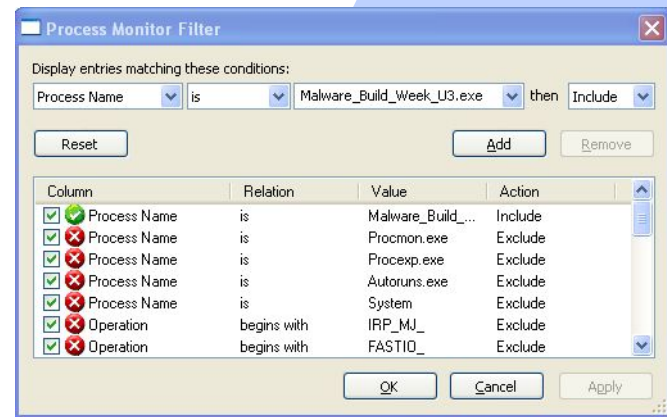 Process Monitor Filter
Display entries matching these conditions:
Process Name is Malware_Build_Week_U3.exe then Include
Reset Add Remove
Column Relation Value Action
Process Name is Malware_Build_... Include
Process Name is Procmon.exe Exclude
Process Name is Procexp.exe Exclude
Process Name is Autoruns.exe Exclude
Process Name is System Exclude
Operation begins with IRP_MJ_ Exclude
Operation begins with FASTIO_ Exclude
OK Cancel Apply